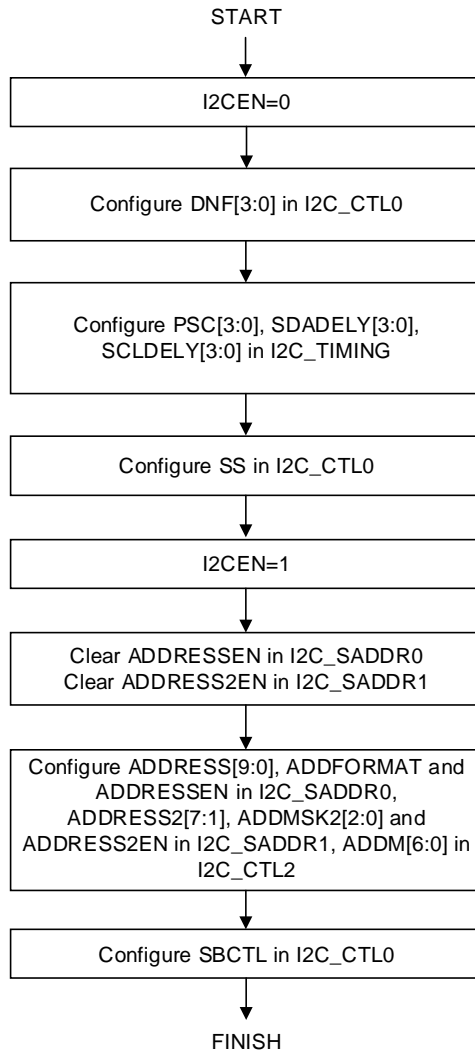 START
I2CEN=0
Configure DNF[3:0] in I2C_CTL0
Configure PSC[3:0], SDADELY[3:0],
SCLDELY[3:0] in I2C_TIMING
Configure SS in I2C_CTL0
I2CEN=1
Clear ADDRESSEN in I2C_SADDR0
Clear ADDRESS2EN in I2C_SADDR1
Configure ADDRESS[9:0], ADDFORMAT and
ADDRESSEN in I2C_SADDR0,
ADDRESS2[7:1], ADDMSK2[2:0] and
ADDRESS2EN in I2C_SADDR1, ADDM[6:0] in
I2C_CTL2
Configure SBCTL in I2C_CTL0
FINISH